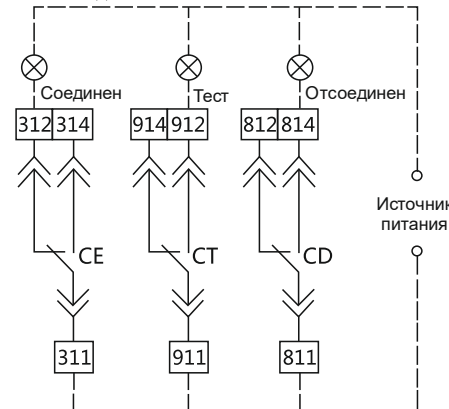 Соединен Тест Отсоединен
312 314 914 912 812 814
Источник
питания
CE CT CD
311 911 811